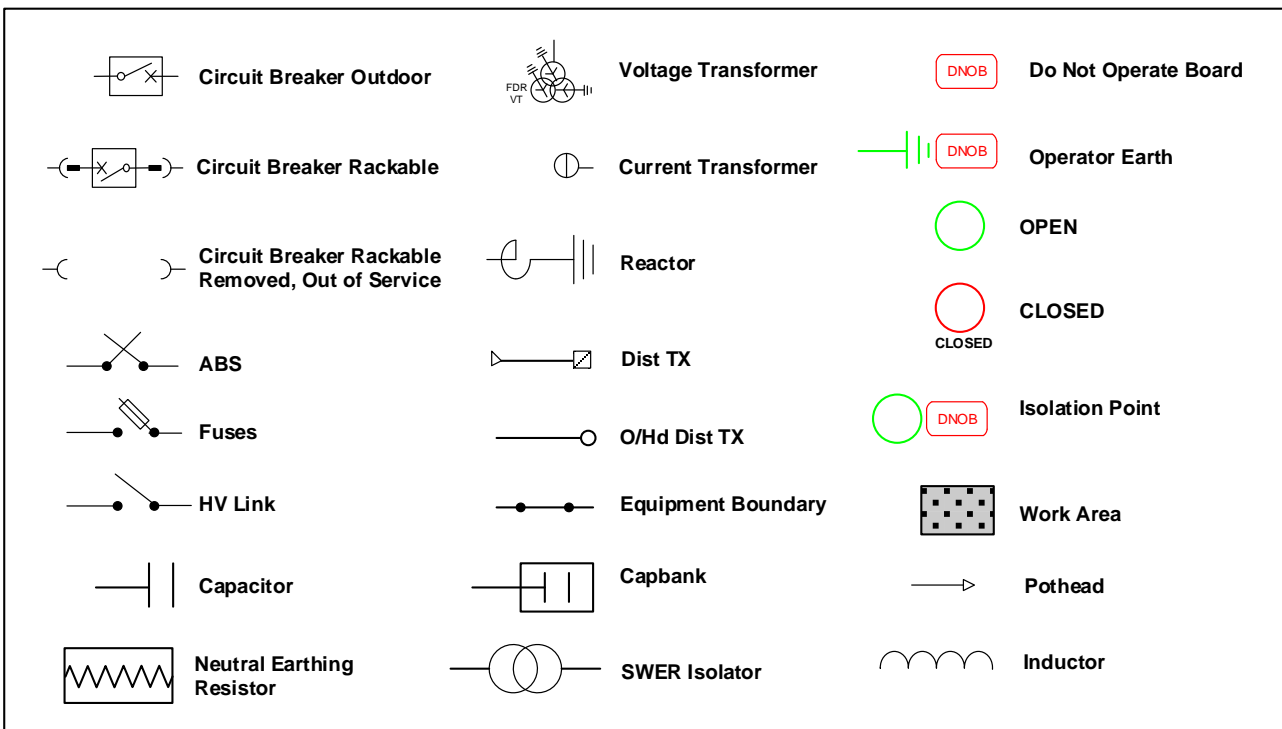 Circuit Breaker Outdoor
Circuit Breaker Rackable
Circuit Breaker Rackable
Removed, Out of Service
ABS
Fuses
HV Link
Capacitor
Neutral Earthing
Resistor
FDR
VT
Voltage Transformer
Current Transformer
Reactor
Dist TX
O/Hd Dist TX
Equipment Boundary
Capbank
SWER Isolator
DNOB
Do Not Operate Board
DNOB
Operator Earth
OPEN
CLOSED
CLOSED
DNOB
Isolation Point
Work Area
Pothead
Inductor